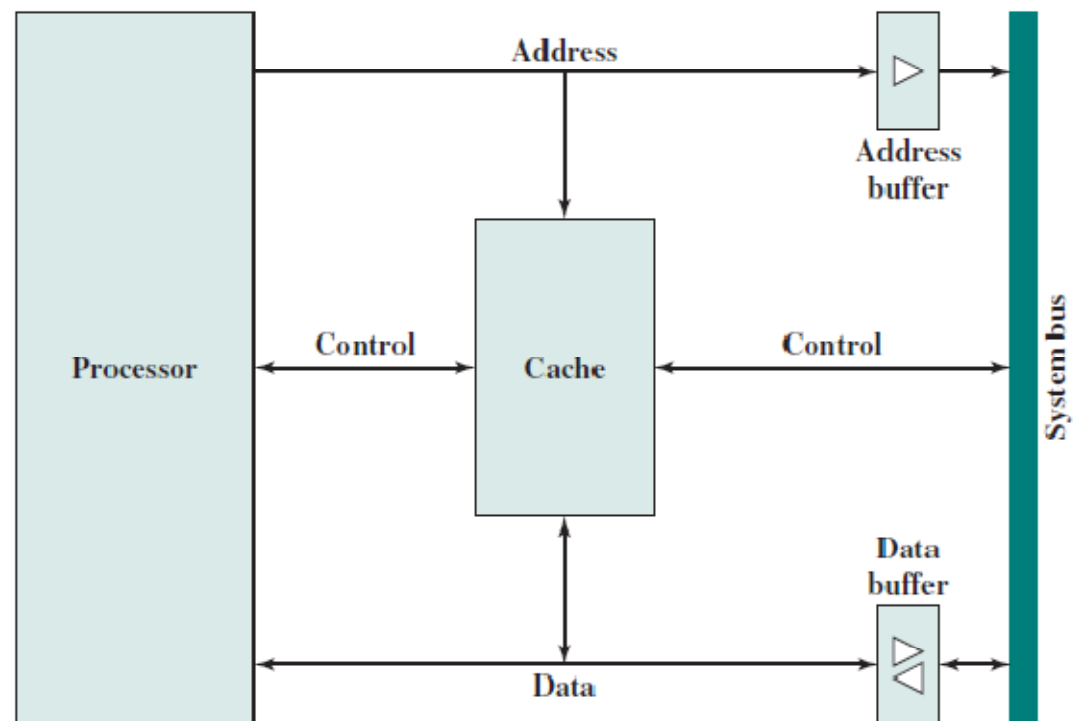 Address
Address
buffer
Processor
Control
Cache
Control
System bus
Data
buffer
Data